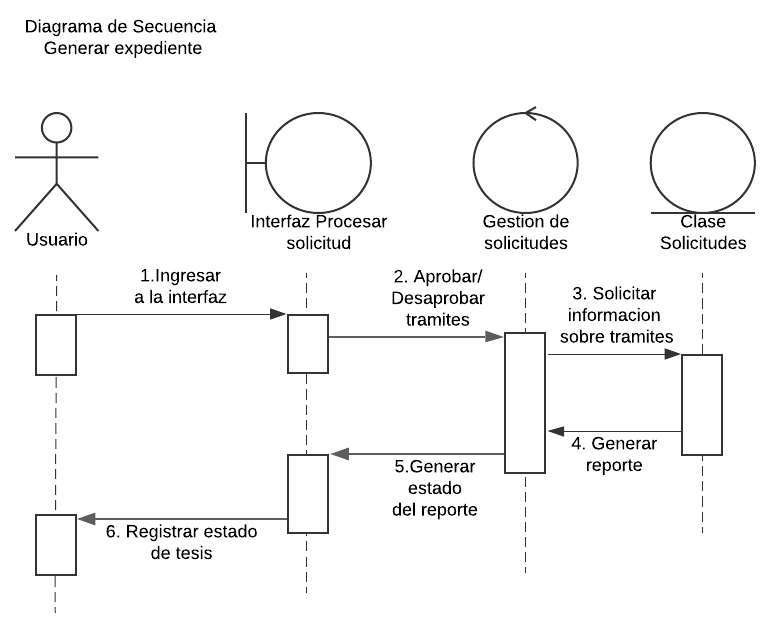 Diagrama de Secuencia
Generar expediente
Usuario
Interfaz Procesar
solicitud
Gestion de
solicitudes
Clase
Solicitudes
1.Ingresar
a la interfaz
2. Aprobar/
Desaprobar
tramites
3. Solicitar
informacion
sobre tramites
4. Generar
reporte
5.Generar
estado
del reporte
6. Registrar estado
de tesis